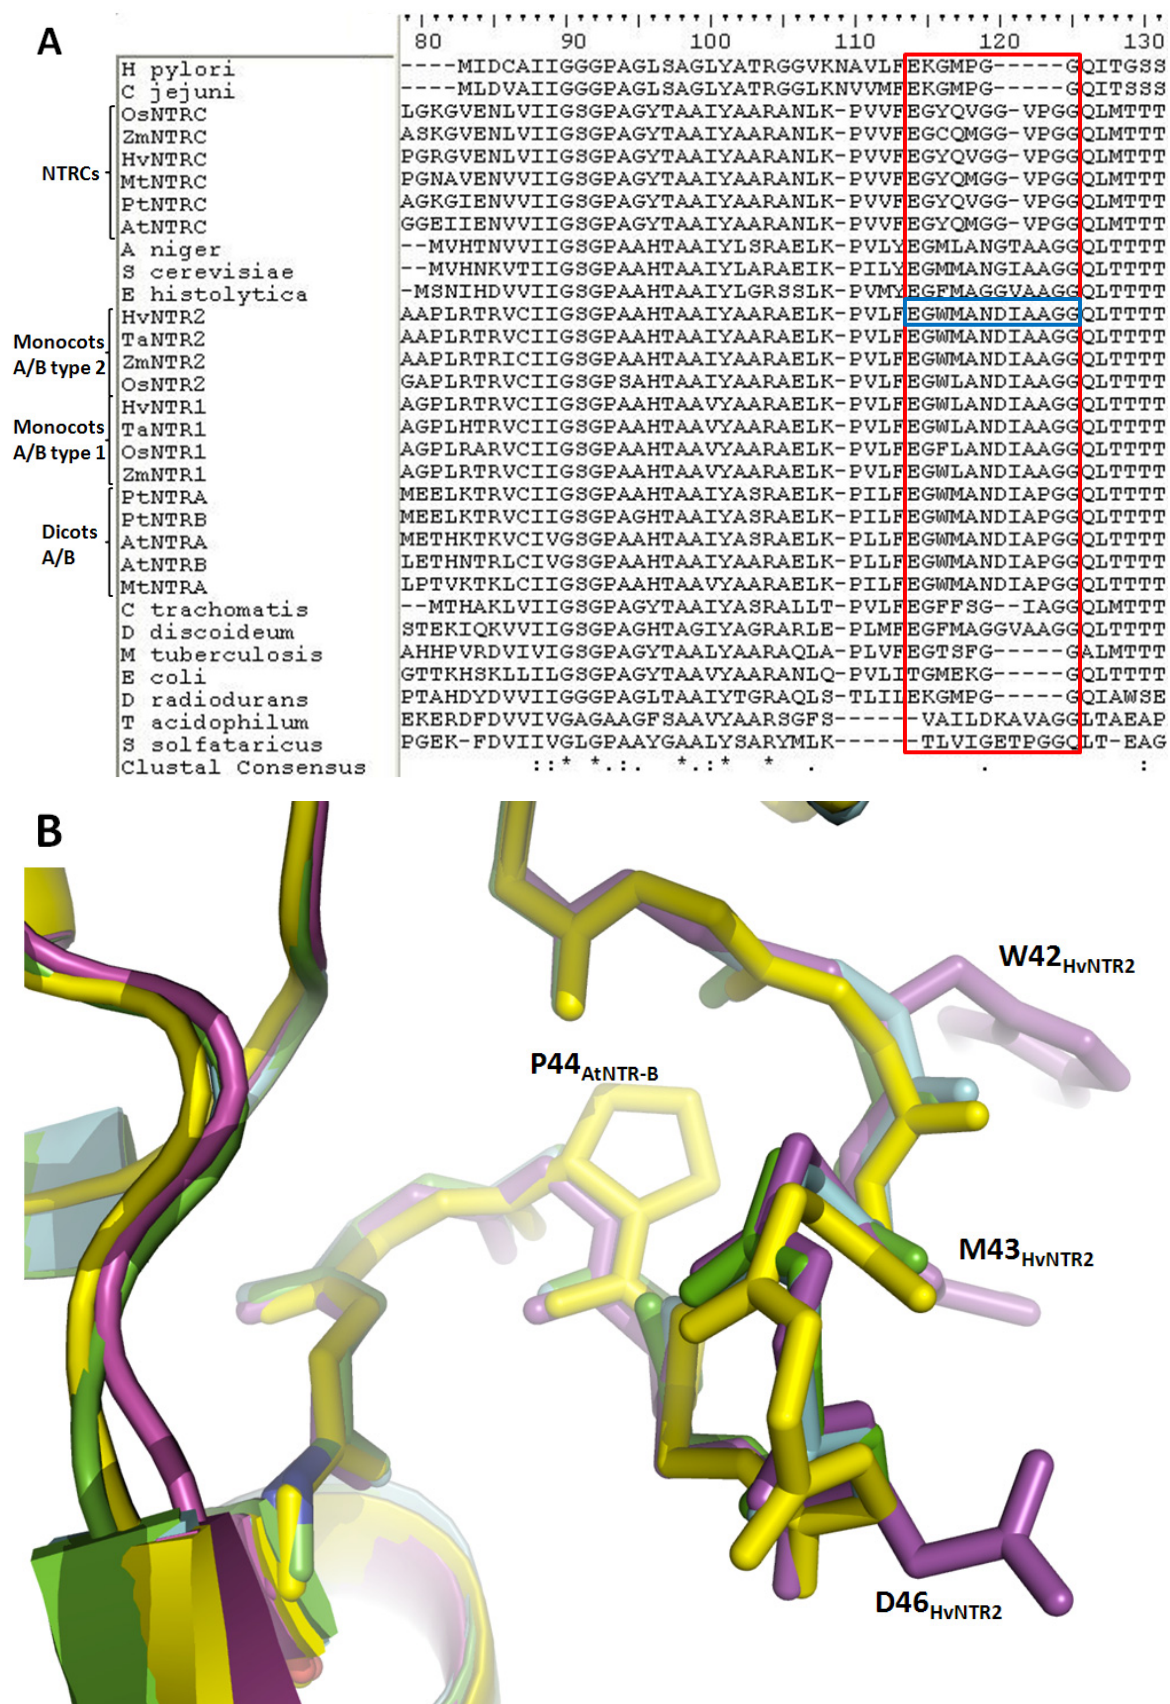 A
80 90 100 110 120 130
H pylori ----MIDCAIIGGGPAGLSAGLYATRGGVKNAVLFEKGMPG-----GQITGSS
C jejuni ----MLDVAIIGGGPAGLSAGLYATRGGLKNVVMFEKGMPG-----GQITSSS
OsNTRC LGKGVENLVIIGSGPAGYTAAIYAARANLK-PVVFEGYQVGG-VPGGQLMTTT
ZmNTRC ASKGVENLVIIGSGPAGYTAAIYAARANLK-PVVFEGCQMGG-VPGGQLMTTT
NTRCs HvNTRC PGRGVENLVIIGSGPAGYTAAIYAARANLK-PVVFEGYQVGG-VPGGQLMTTT
MtNTRC PGNAVENVVIIGSGPAGYTAAIYAARANLK-PVVFEGYQMGG-VPGGQLMTTT
PtNTRC AGKGIENVVIIGSGPAGYTAAIYAARANLK-PVVFEGYQVGG-VPGGQLMTTT
AtNTRC GGEIIENVVIIGSGPAGYTAAIYAARANLK-PVVFEGYQMGG-VPGGQLMTTT
A niger --MVHTNVVIIGSGPAAHTAAIYLSRAELK-PVLYEGMLANGTAAGGQLTTTT
S cerevisiae --MVHNKVTIIGSGPAAHTAAIYLARAEIK-PILYEGMMANGIAAGGQLTTTT
E histolytica -MSNIHDVVIIGSGPAAHTAAIYLGRSSLK-PVMYEGFMAGGVAAGGQLTTTT
HvNTR2 AAPLRTRVCIIGSGPAAHTAAIYAARAELK-PVLFEGWMANDIAAGGQLTTTT
Monocots TaNTR2 AAPLRTRVCIIGSGPAAHTAAIYAARAELK-PVLFEGWMANDIAAGGQLTTTT
A/B type 2 ZmNTR2 AAPLRTRICIIGSGPAAHTAAIYAARAELK-PVLFEGWMANDIAAGGQLTTTT
OsNTR2 GAPLRTRVCIIGSGPSAHTAAIYAARAELK-PVLFEGWLANDIAAGGQLTTTT
HvNTR1 AGPLRTRVCIIGSGPAAHTAAVYAARAELK-PVLFEGWLANDIAAGGQLTTTT
Monocots TaNTR1 AGPLHTRVCIIGSGPAAHTAAVYAARAELK-PVLFEGWLANDIAAGGQLTTTT
A/B type 1 OsNTR1 AGPLRARVCIIGSGPAAHTAAVYAARAELK-PVLFEGFLANDIAAGGQLTTTT
ZmNTR1 AGPLRTRVCIIGSGPAAHTAAVYAARAELK-PVLFEGWLANDIAAGGQLTTTT
PtNTRA MEELKTRVCIIGSGPAAHTAAIYASRAELK-PILFEGWMANDIAPGGQLTTTT
Dicots PtNTRB MEELKTRVCIIGSGPAGHTAAIYASRAELK-PILFEGWMANDIAPGGQLTTTT
A/B AtNTRA METHKTKVCIVGSGPAAHTAAIYASRAELK-PLLFEGWMANDIAPGGQLTTTT
AtNTRB LETHNTRLCIVGSGPAAHTAAIYAARAELK-PLLFEGWMANDIAPGGQLTTTT
MtNTRA LPTVKTKLCIIGSGPAAHTAAVYAARAELK-PILFEGWMANDIAPGGQLTTTT
C trachomatis --MTHAKLVIIGSGPAGYTAAIYASRALLT-PVLFEGFFSG--IAGGQLMTTT
D discoideum STEKIQKVVIIGSGPAGHTAGIYAGRARLE-PLMFEGFMAGGVAAGGQLTTTT
M tuberculosis AHHPVRDVIVIGSGPAGYTAALYAARAQLA-PLVFEGTSFG-----GALMTTT
E coli GTTKHSKLLILGSGPAGYTAAVYAARANLQ-PVLITGMEKG-----GQLTTTT
D radiodurans PTAHDYDVVIIGGGPAGLTAAIYTGRAQLS-TLILEKGMPG-----GQIAWSE
T acidophilum EKERDFDVVIVGAGAAGFSAAVYAARSGFS------VAILDKAVAGGLTAEAP
S solfataricus PGEK-FDVIIVGLGPAAYGAALYSARYMLK------TLVIGETPGGQLT-EAG
Clustal Consensus ::* *.:. * :* * . . :
B
W42HvNTR2
P44AtNTR-B
M43HvNTR2
D46HvNTR2